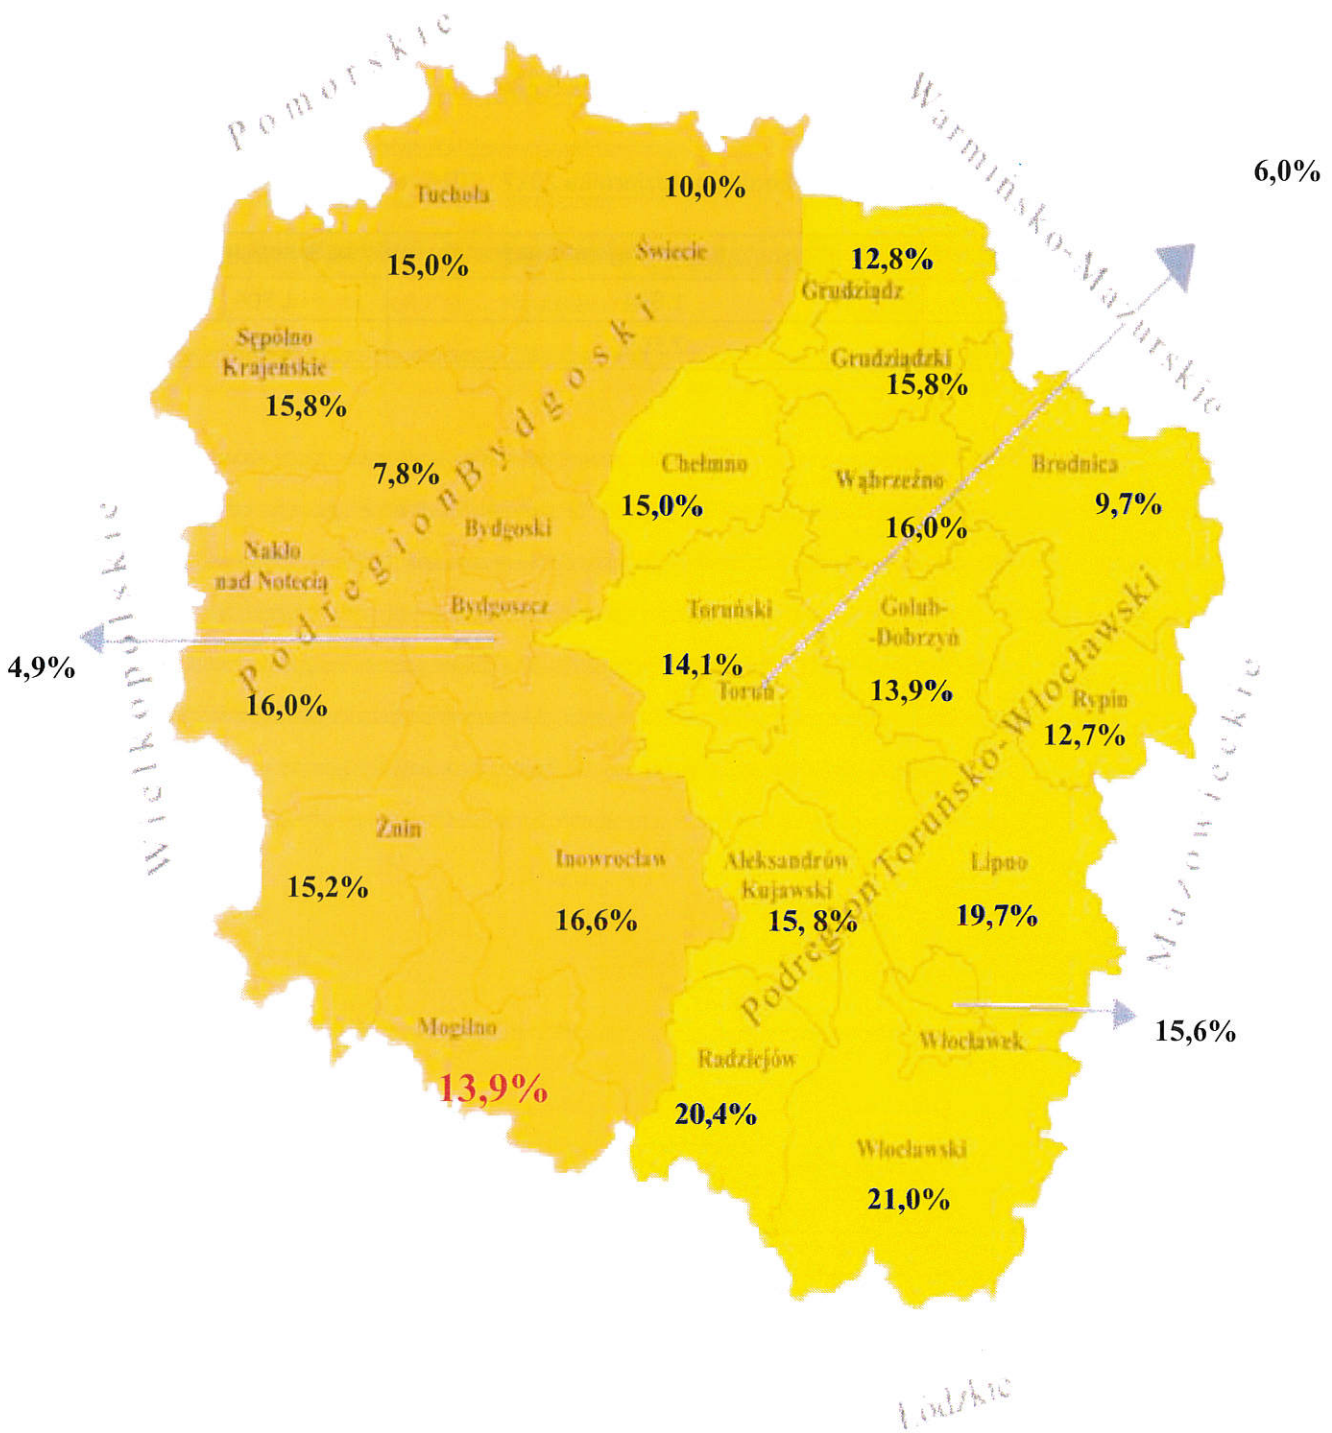 Pomorskie
Warmińsko-Mazurskie
6,0%
Tuchola
10,0%
15,0%
Świecie
12,8%
Grudziądz
Sępólno
Krajeńskie
15,8%
Grudziądzki
15,8%
7,8%
Podregion Bydgoski
Chełmno
15,0%
Wąbrzeźno
16,0%
Brodnica
9,7%
Bydgoski
Nakło
nad Notecią
Bydgoszcz
Toruński
14,1%
Toruń
Golub-
-Dobrzyń
13,9%
Wielkopolskie
4,9%
16,0%
Rypin
12,7%
Podregion Toruńsko-Włocławski
Mazowieckie
Żnin
15,2%
Inowrocław
16,6%
Aleksandrów
Kujawski
15, 8%
Lipno
19,7%
Mogilno
13,9%
Radziejów
20,4%
Włocławek
15,6%
Włocławski
21,0%
Łódzkie